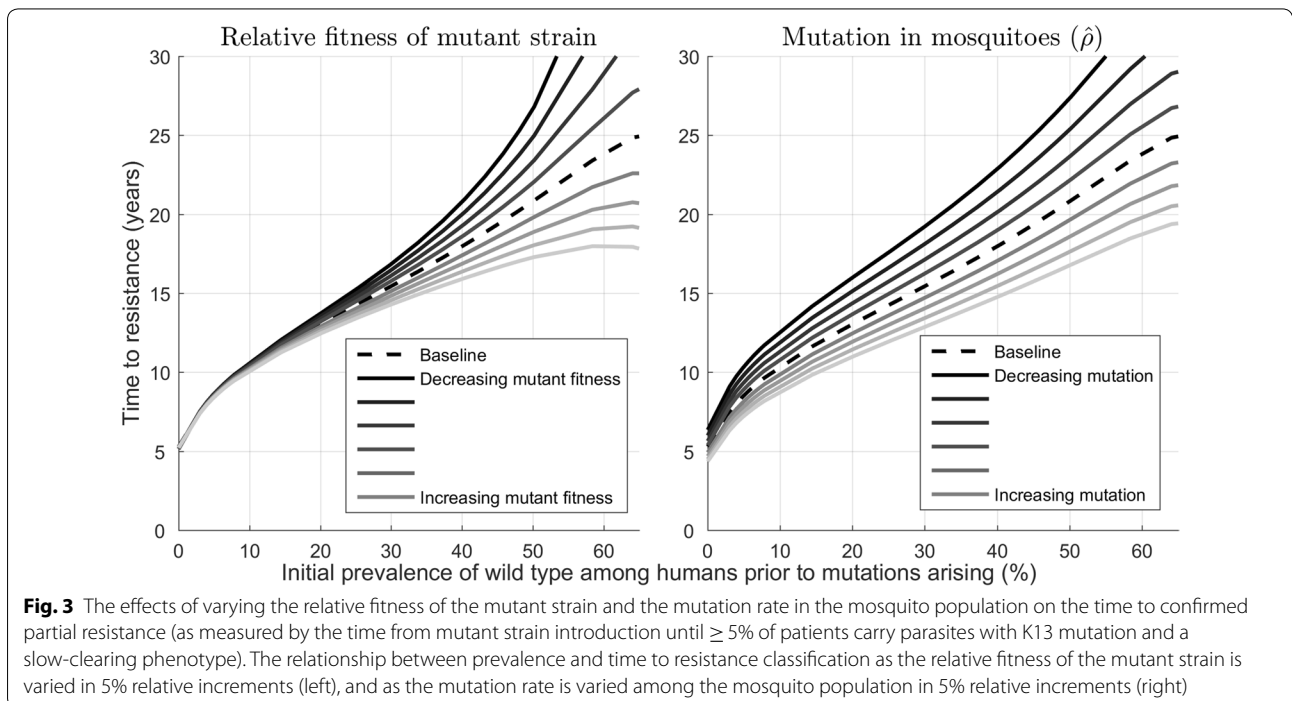 Relative fitness of mutant strain
Mutation in mosquitoes (ρ̂)
Time to resistance (years)
30
25
20
15
10
5
0
0 10 20 30 40 50 60
Baseline
Decreasing mutant fitness
Increasing mutant fitness
30
25
20
15
10
5
0
0 10 20 30 40 50 60
Baseline
Decreasing mutation
Increasing mutation
Initial prevalence of wild type among humans prior to mutations arising (%)
Fig. 3 The effects of varying the relative fitness of the mutant strain and the mutation rate in the mosquito population on the time to confirmed
partial resistance (as measured by the time from mutant strain introduction until ≥ 5% of patients carry parasites with K13 mutation and a
slow-clearing phenotype). The relationship between prevalence and time to resistance classification as the relative fitness of the mutant strain is
varied in 5% relative increments (left), and as the mutation rate is varied among the mosquito population in 5% relative increments (right)